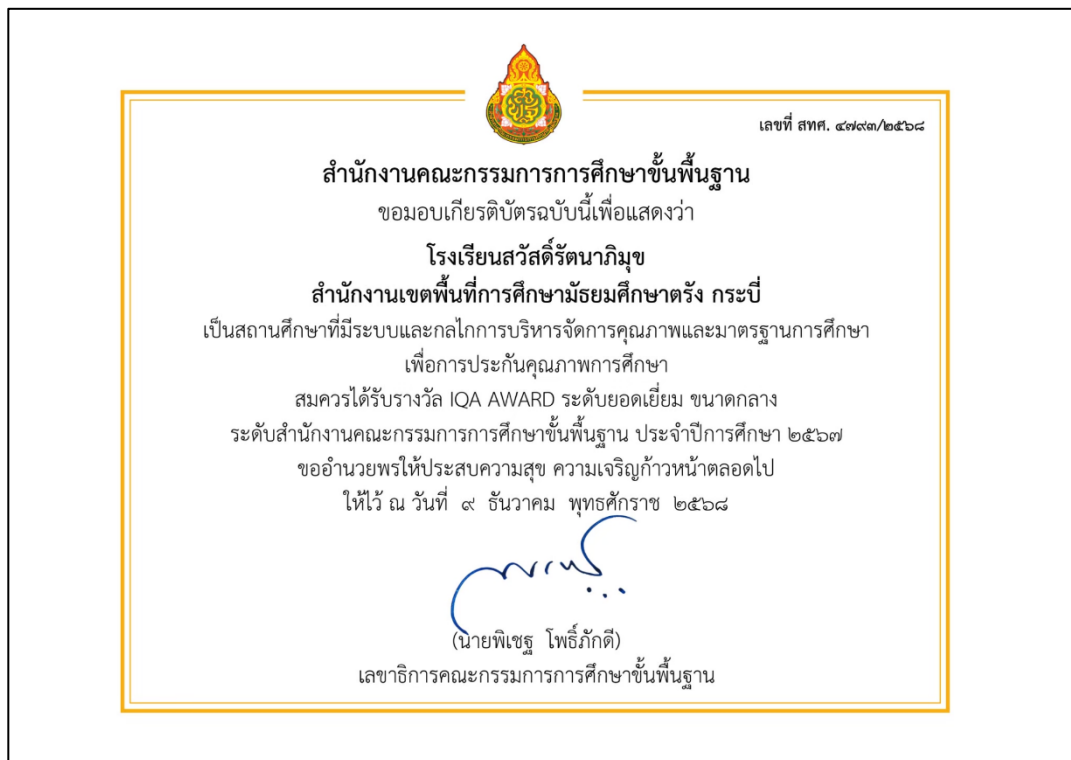 เลขที่ สทศ. ๔๗๙๓/๒๕๖๘
สำนักงานคณะกรรมการการศึกษาขั้นพื้นฐาน
ขอมอบเกียรติบัตรฉบับนี้เพื่อแสดงว่า
โรงเรียนสวัสดิ์รัตนาภิมุข
สำนักงานเขตพื้นที่การศึกษามัธยมศึกษาตรัง กระบี่
เป็นสถานศึกษาที่มีระบบและกลไกการบริหารจัดการคุณภาพและมาตรฐานการศึกษา
เพื่อการประกันคุณภาพการศึกษา
สมควรได้รับรางวัล IQA AWARD ระดับยอดเยี่ยม ขนาดกลาง
ระดับสำนักงานคณะกรรมการการศึกษาขั้นพื้นฐาน ประจำปีการศึกษา ๒๕๖๗
ขออำนวยพรให้ประสบความสุข ความเจริญก้าวหน้าตลอดไป
ให้ไว้ ณ วันที่ ๙ ธันวาคม พุทธศักราช ๒๕๖๘
(นายพิเชฐ โพธิ์ภักดี)
เลขาธิการคณะกรรมการการศึกษาขั้นพื้นฐาน